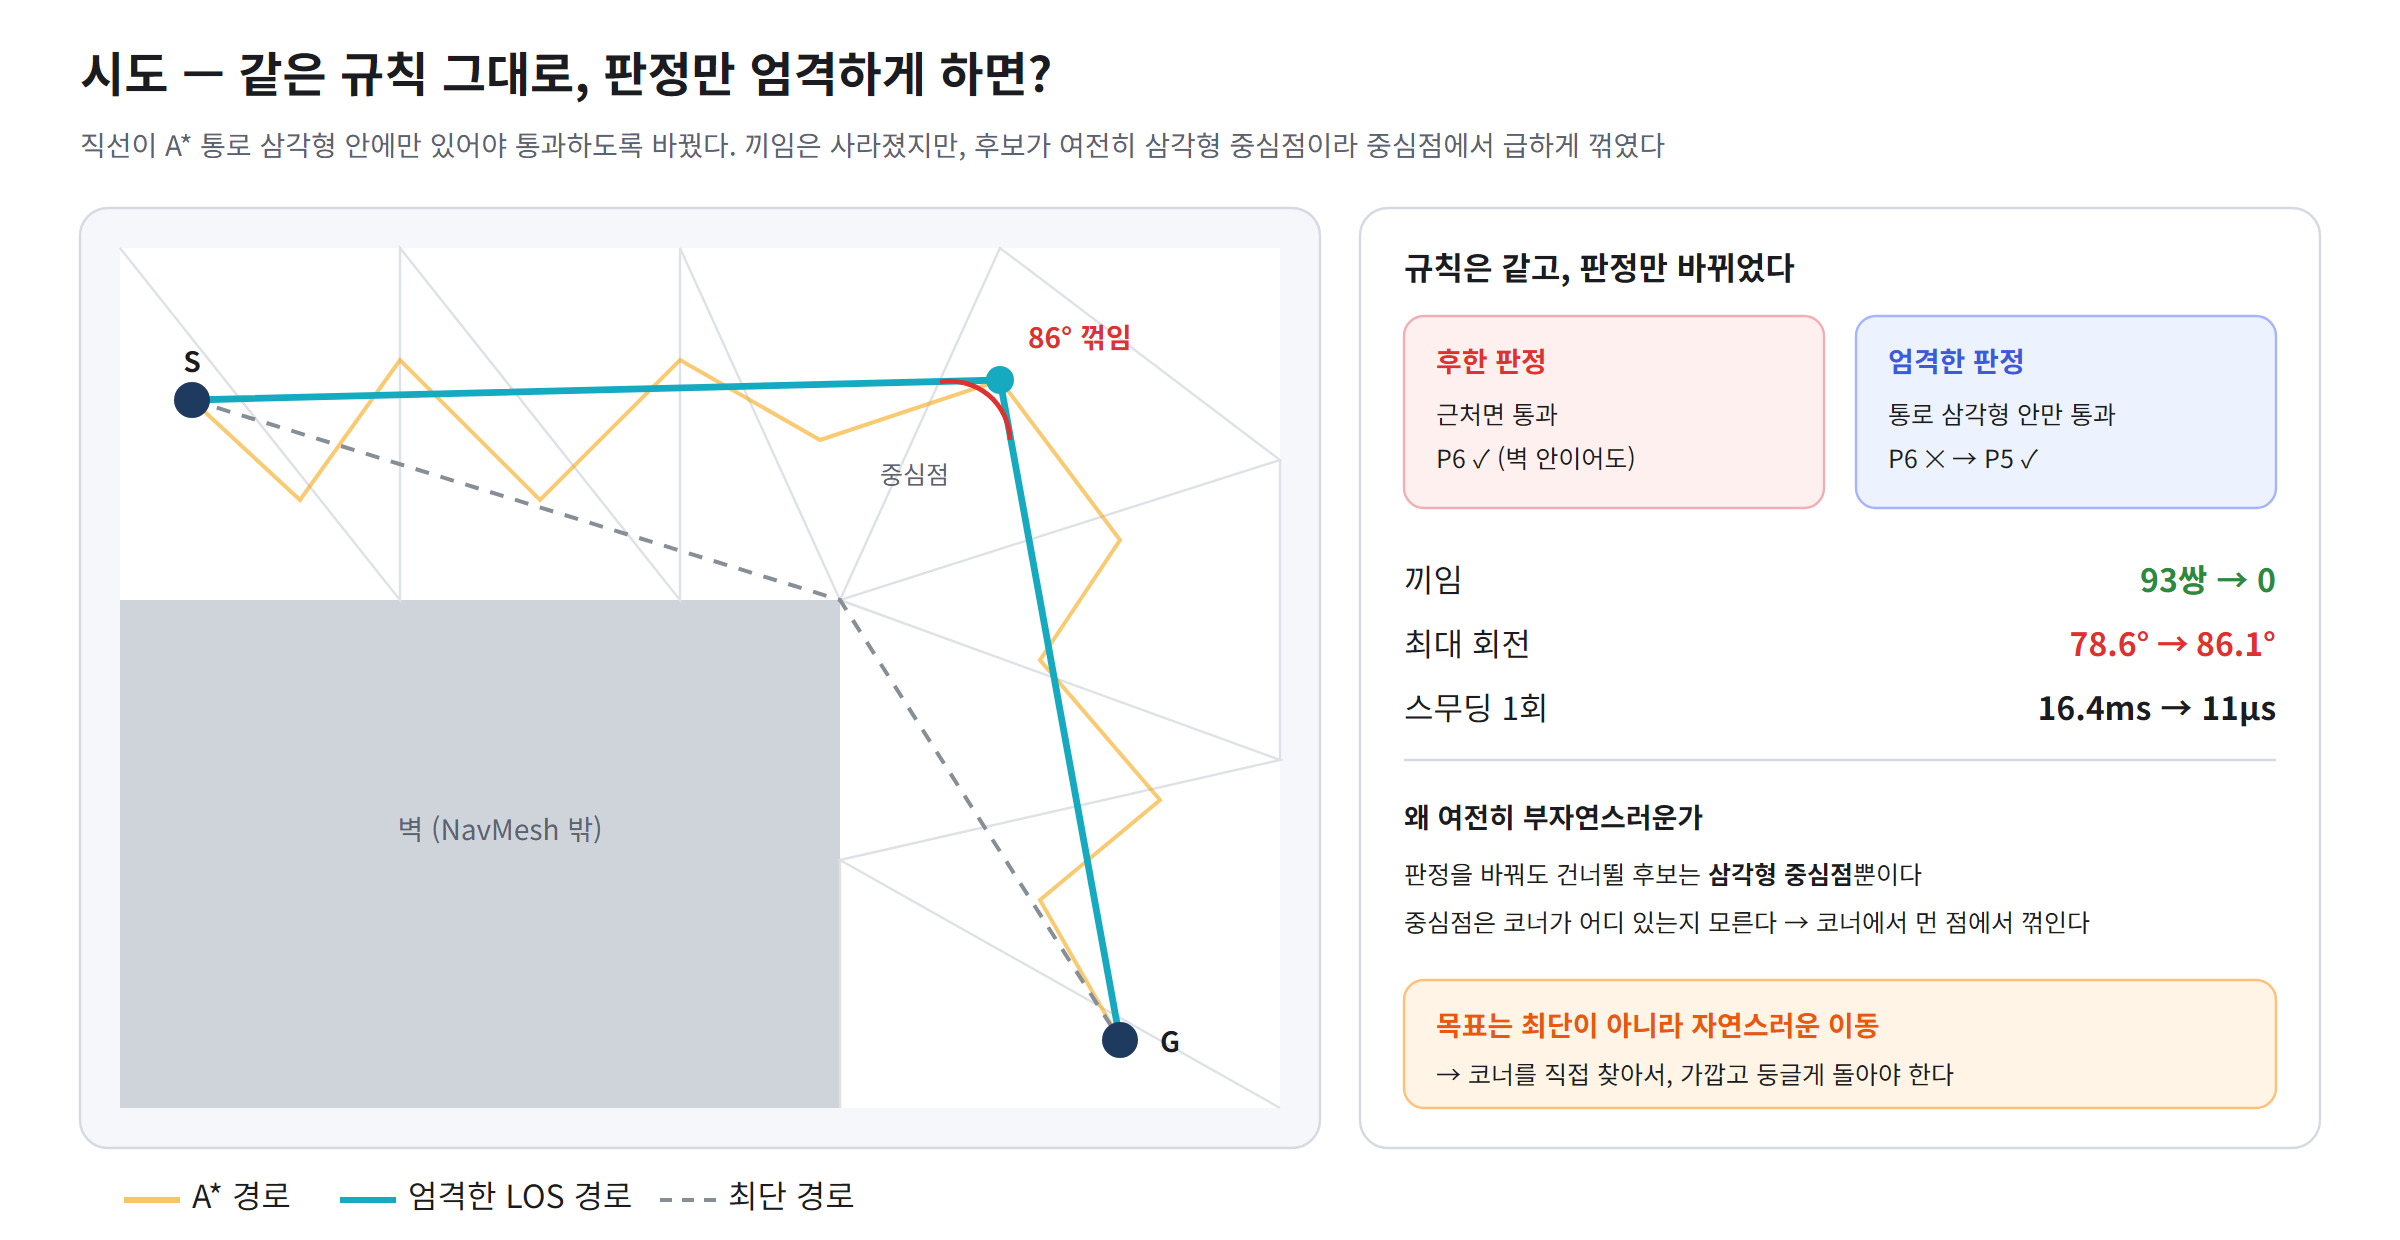 시도 — 같은 규칙 그대로, 판정만 엄격하게 하면?
직선이 A* 통로 삼각형 안에만 있어야 통과하도록 바꿨다. 끼임은 사라졌지만, 후보가 여전히 삼각형 중심점이라 중심점에서 급하게 꺾였다
S
86° 꺾임
중심점
벽 (NavMesh 밖)
G
A* 경로
엄격한 LOS 경로
최단 경로
규칙은 같고, 판정만 바뀌었다
후한 판정
근처면 통과
P6 ✓ (벽 안이어도)
엄격한 판정
통로 삼각형 안만 통과
P6 ✕ → P5 ✓
끼임 93쌍 → 0
최대 회전 78.6° → 86.1°
스무딩 1회 16.4ms → 11µs
왜 여전히 부자연스러운가
판정을 바꿔도 건너뛸 후보는 삼각형 중심점뿐이다
중심점은 코너가 어디 있는지 모른다 → 코너에서 먼 점에서 꺾인다
목표는 최단이 아니라 자연스러운 이동
→ 코너를 직접 찾아서, 가깝고 둥글게 돌아야 한다